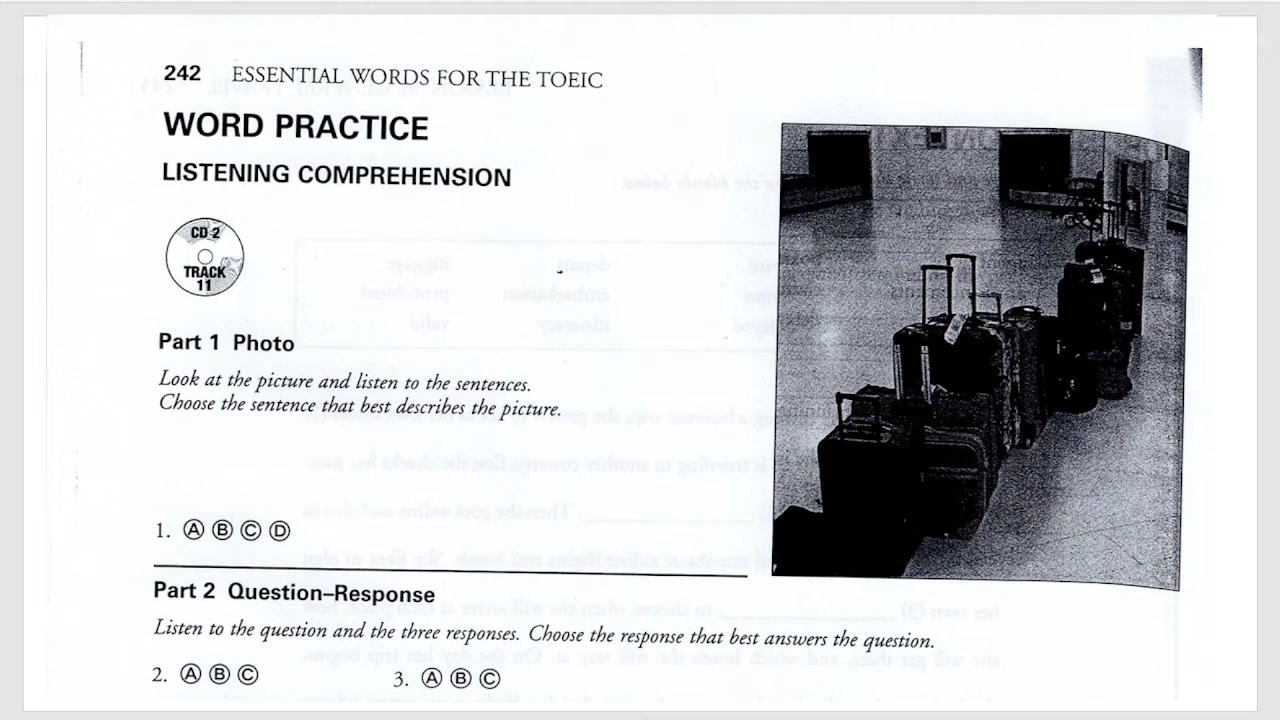 242 ESSENTIAL WORDS FOR THE TOEIC
WORD PRACTICE
LISTENING COMPREHENSION
CD 2
TRACK
11
Part 1 Photo
Look at the picture and listen to the sentences.
Choose the sentence that best describes the picture.
1. Ⓐ Ⓑ Ⓒ Ⓓ
Part 2 Question–Response
Listen to the question and the three responses. Choose the response that best answers the question.
2. Ⓐ Ⓑ Ⓒ 3. Ⓐ Ⓑ Ⓒ